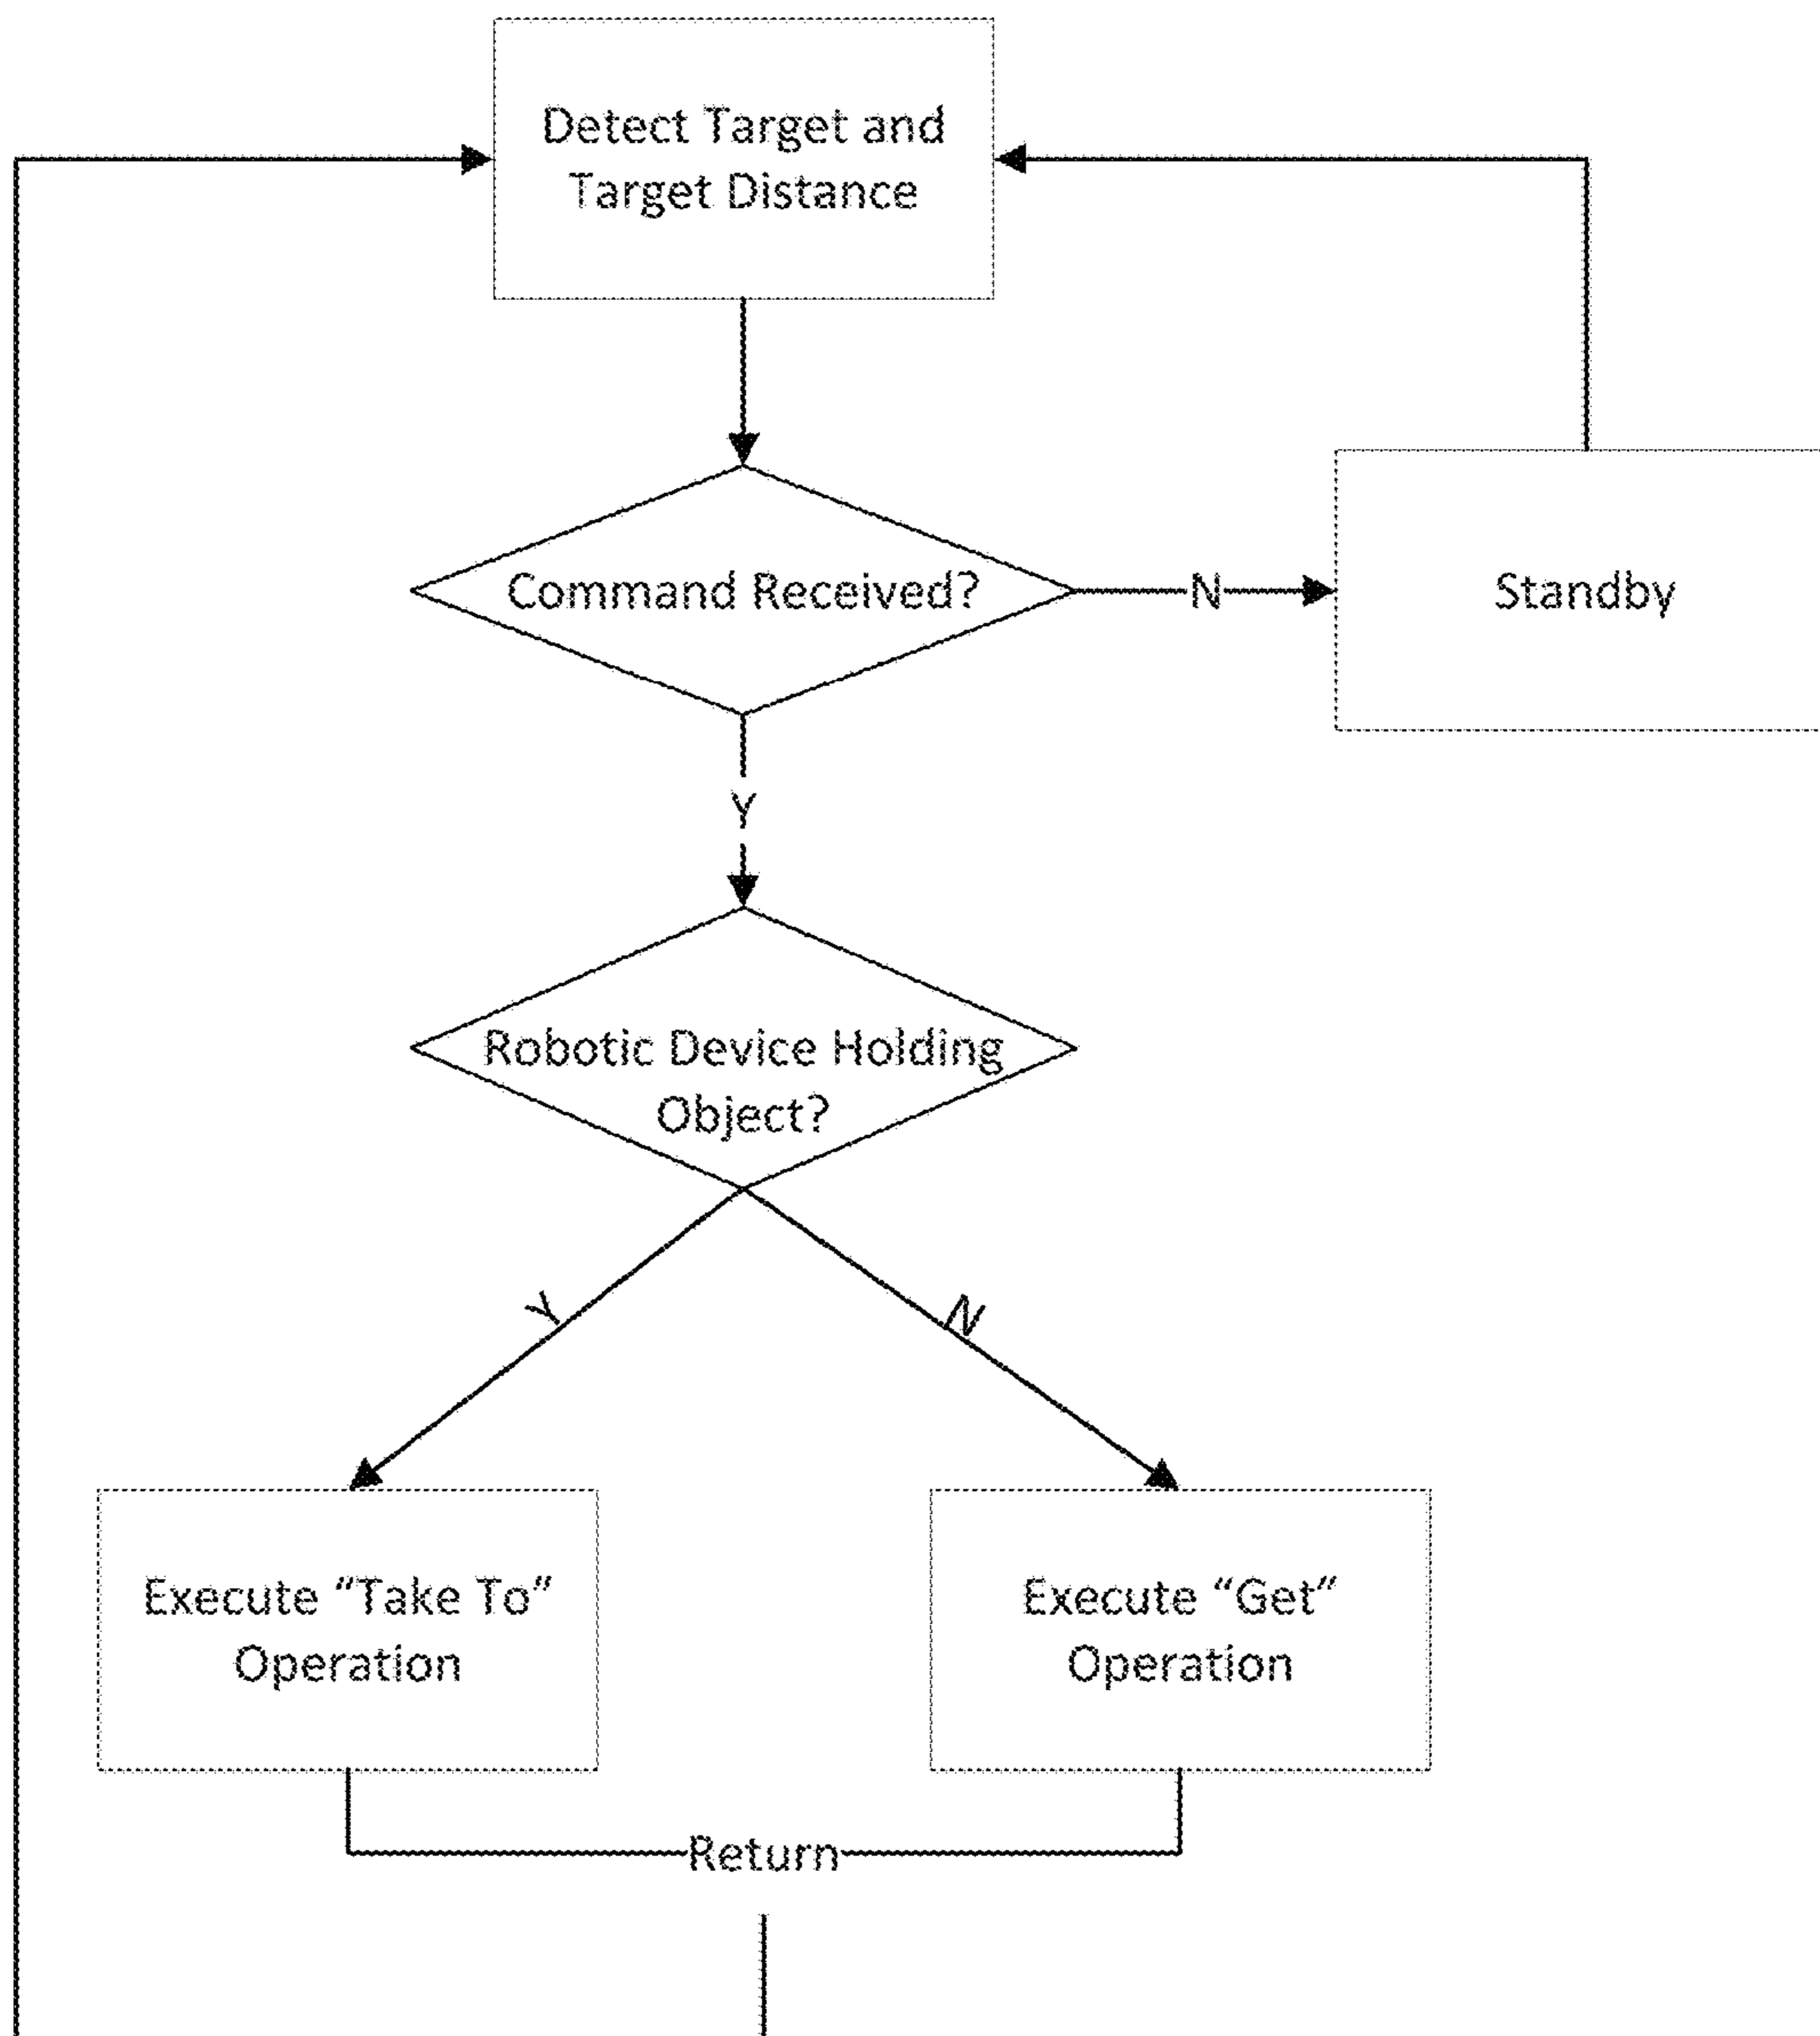 Detect Target and
Target Distance
Command Received?
N
Standby
Y
Robotic Device Holding
Object?
Y
N
Execute “Take To”
Operation
Execute “Get”
Operation
Return